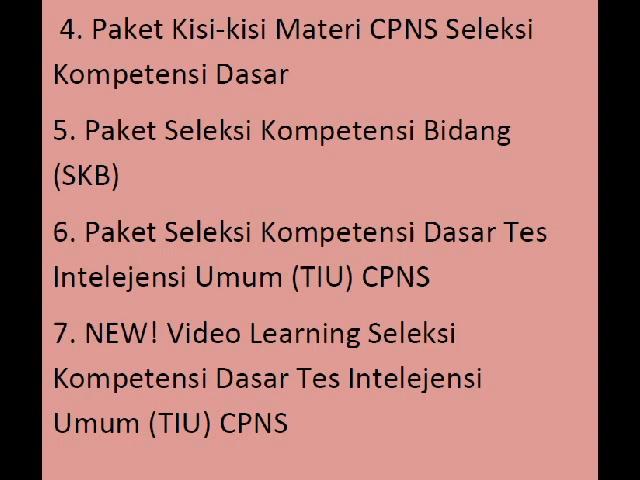 4. Paket Kisi-kisi Materi CPNS Seleksi
Kompetensi Dasar
5. Paket Seleksi Kompetensi Bidang
(SKB)
6. Paket Seleksi Kompetensi Dasar Tes
Intelejensi Umum (TIU) CPNS
7. NEW! Video Learning Seleksi
Kompetensi Dasar Tes Intelejensi
Umum (TIU) CPNS